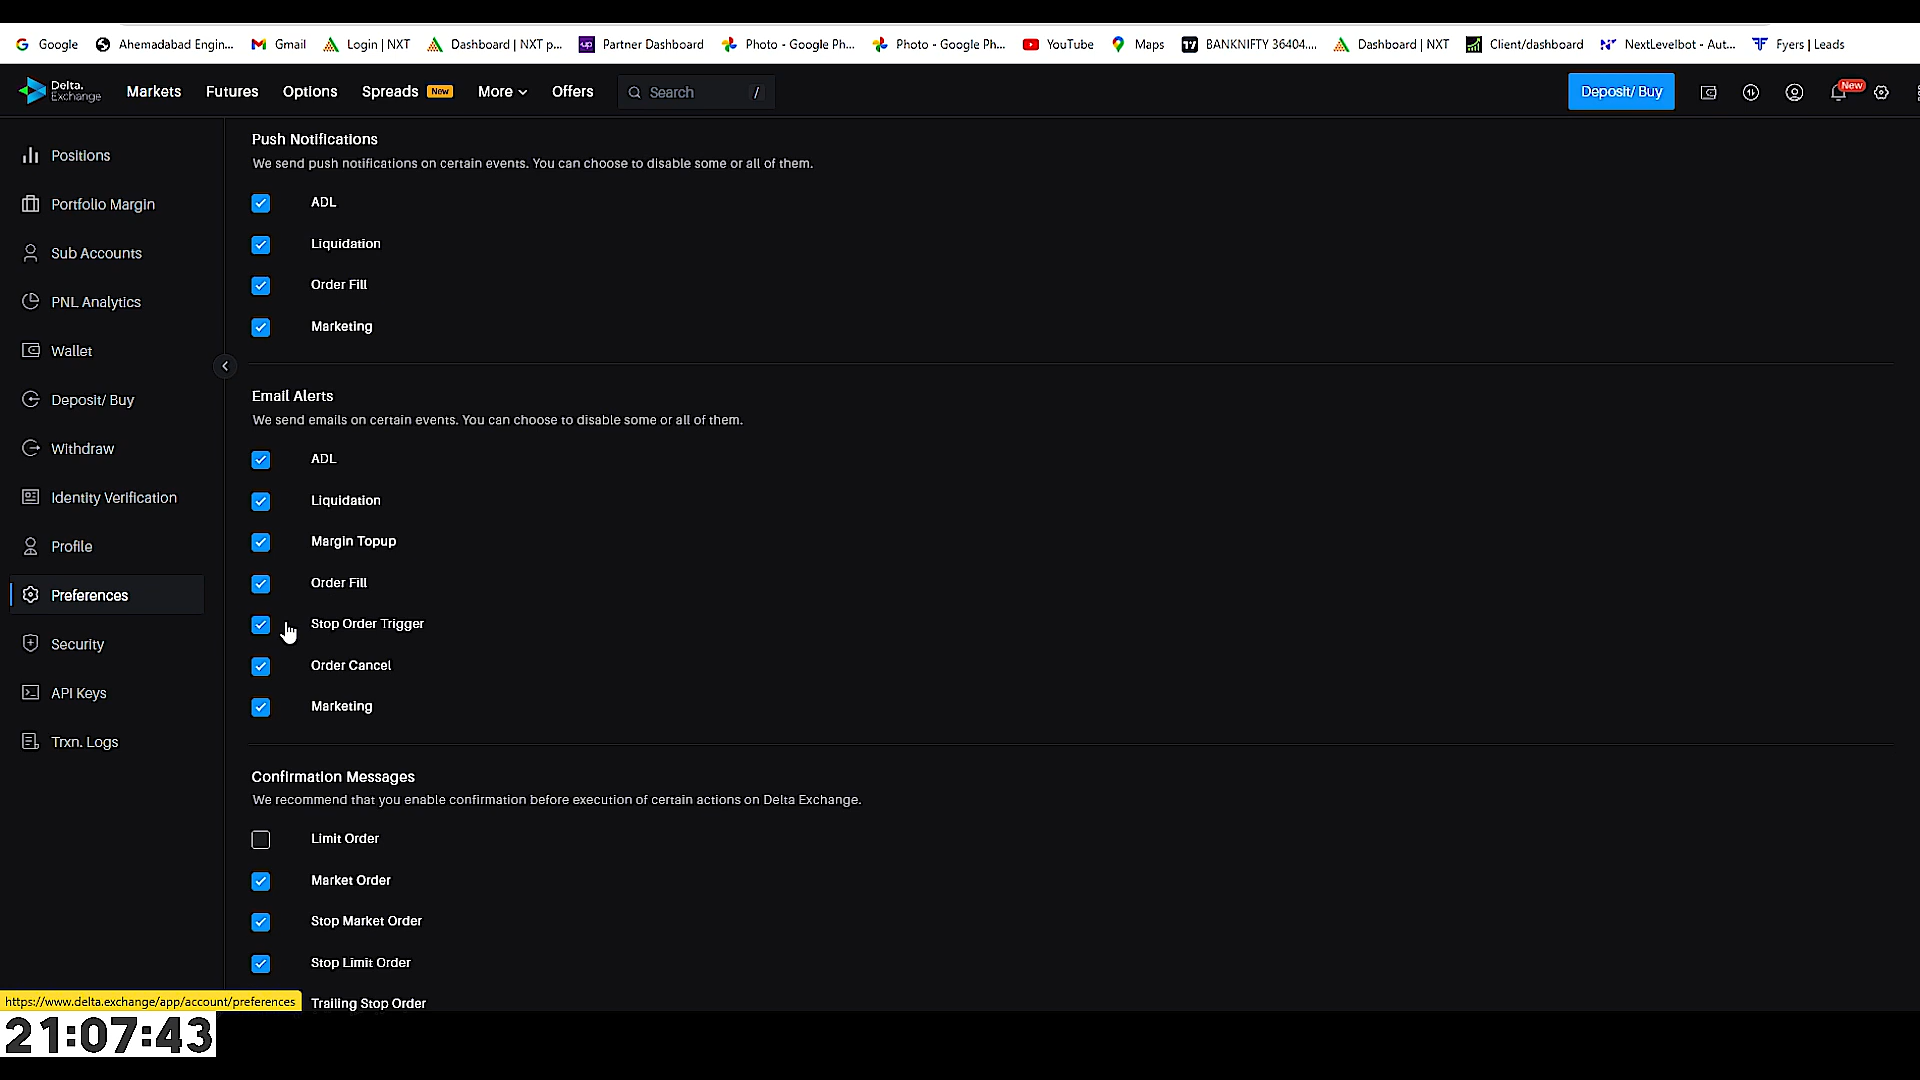 Google
Ahemadabad Engin...
Gmail
Login | NXT
Dashboard | NXT p...
Partner Dashboard
Photo - Google Ph...
Photo - Google Ph...
YouTube
Maps
BANKNIFTY 36404....
Dashboard | NXT
Client/dashboard
NextLevelbot - Aut...
Fyers | Leads
Delta.
Exchange
Markets
Futures
Options
Spreads
New
More
Offers
Search
/
Deposit/ Buy
New
Positions
Portfolio Margin
Sub Accounts
PNL Analytics
Wallet
Deposit/ Buy
Withdraw
Identity Verification
Profile
Preferences
Security
API Keys
Trxn. Logs
Push Notifications
We send push notifications on certain events. You can choose to disable some or all of them.
ADL
Liquidation
Order Fill
Marketing
Email Alerts
We send emails on certain events. You can choose to disable some or all of them.
ADL
Liquidation
Margin Topup
Order Fill
Stop Order Trigger
Order Cancel
Marketing
Confirmation Messages
We recommend that you enable confirmation before execution of certain actions on Delta Exchange.
Limit Order
Market Order
Stop Market Order
Stop Limit Order
Trailing Stop Order
https://www.delta.exchange/app/account/preferences
21:07:43